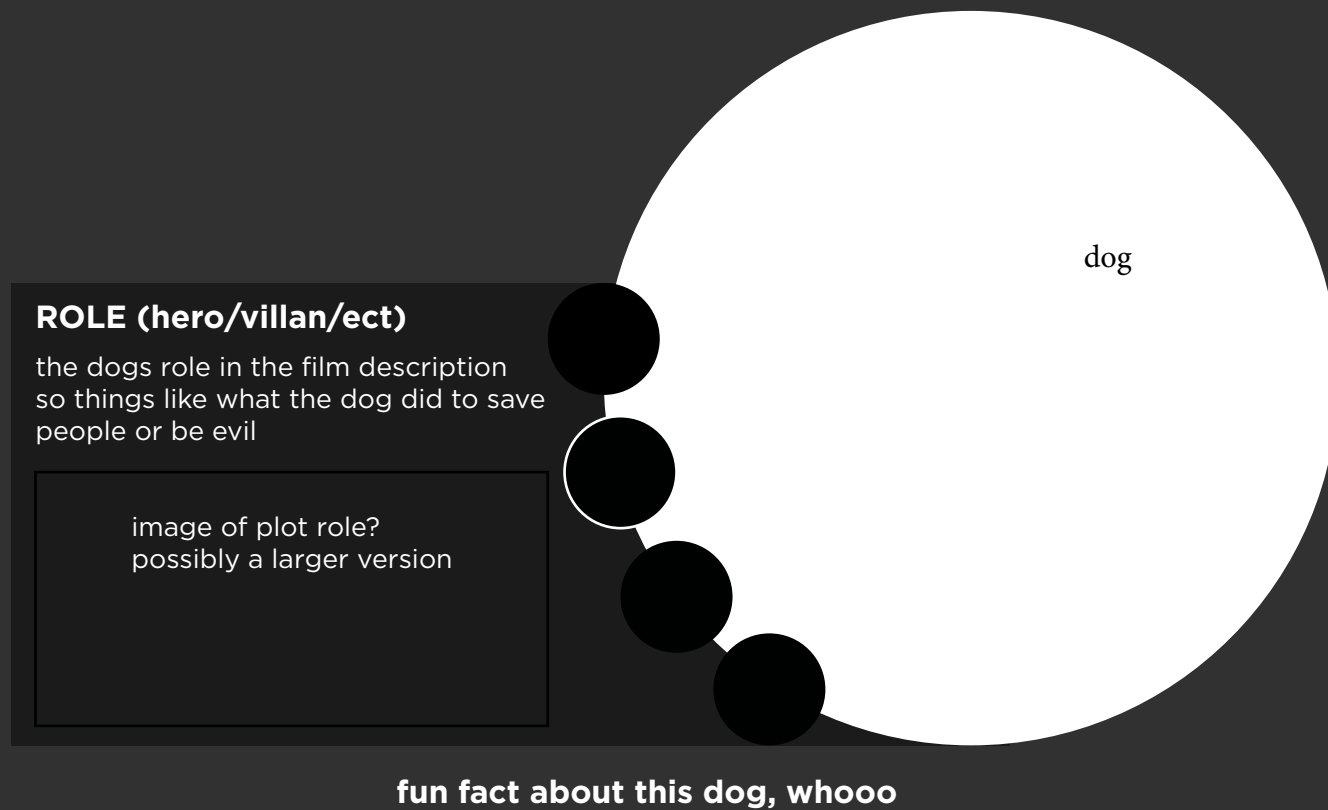 dog
ROLE (hero/villan/ect)
the dogs role in the film description
so things like what the dog did to save
people or be evil
image of plot role?
possibly a larger version
fun fact about this dog, whooo